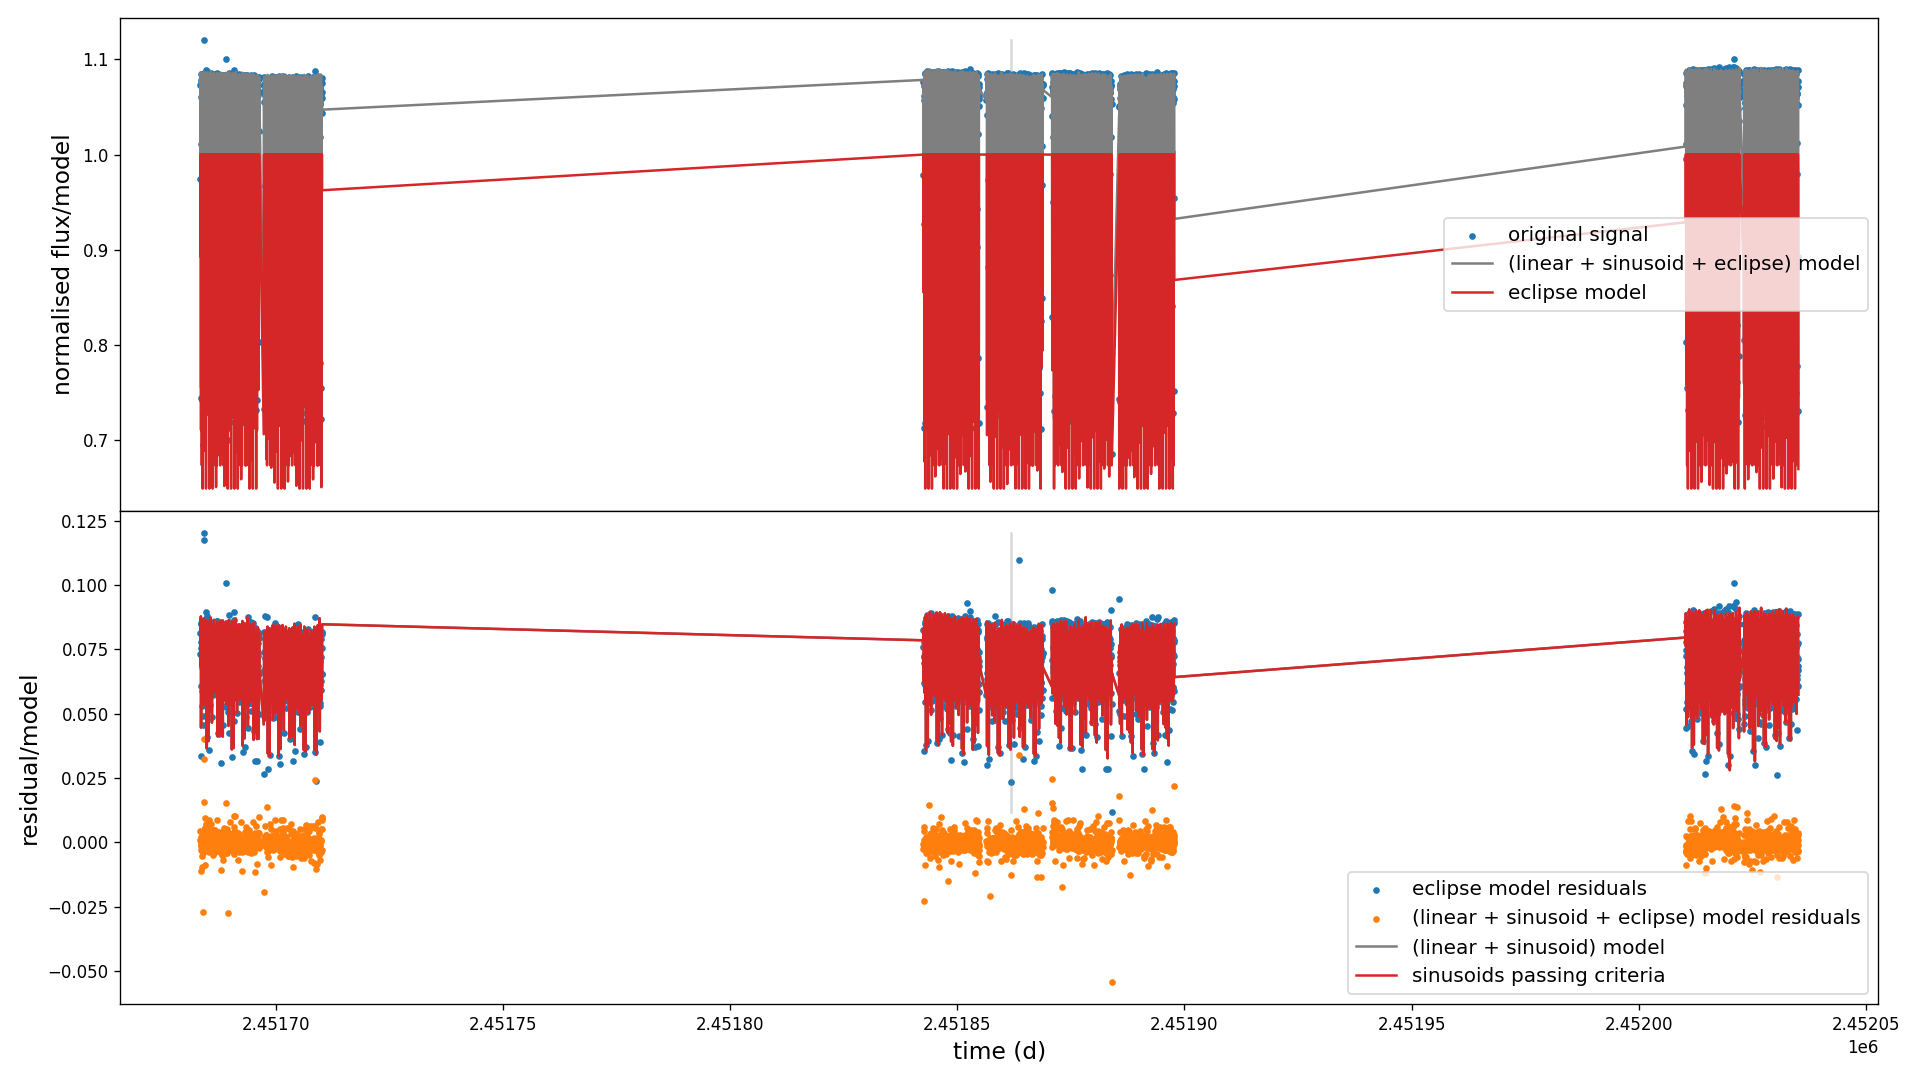 normalised flux/model
1.1
1.0
0.9
0.8
0.7
original signal
(linear + sinusoid + eclipse) model
eclipse model
residual/model
0.125
0.100
0.075
0.050
0.025
0.000
−0.025
−0.050
eclipse model residuals
(linear + sinusoid + eclipse) model residuals
(linear + sinusoid) model
sinusoids passing criteria
2.45170 2.45175 2.45180 2.45185 2.45190 2.45195 2.45200 2.45205
1e6
time (d)